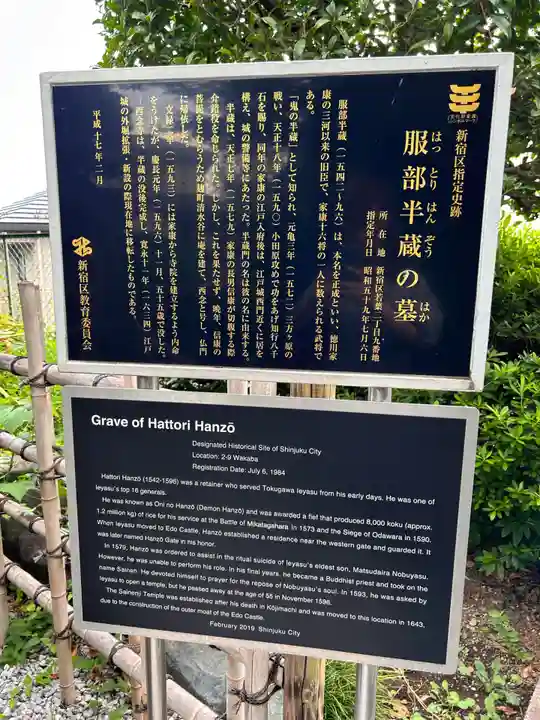 新宿区指定史跡
服部半蔵の墓
はっとりはんぞう はか
所在地 新宿区若葉二丁目九番地
指定年月日 昭和五十九年七月六日
服部半蔵（一五四二～九六）は、本名を正成といい、徳川家
康の三河以来の旧臣で、家康十六将の一人に数えられる武将で
ある。
「鬼の半蔵」として知られ、元亀三年（一五七二）三方ヶ原の
戦い、天正十八年（一五九〇）小田原攻めで功をあげ知行八千
石を賜り、同年の家康の江戸入府後は、江戸城西門近くに居を
構え、城の警備等にあたった。半蔵門の名は彼の名に由来する。
半蔵は、天正七年（一五七九）家康の長男信康が切腹する際
介錯役を命じられた。しかし、これを果たせず、晩年、信康の
菩提をとむらうため麹町清水谷に庵を建て、西念と号し、仏門
に帰依した。
文禄二年（一五九三）には家康から寺院を建立するよう内命
をうけたが、慶長元年（一五九六）十一月、五十五歳で没した。
西念寺は、半蔵の没後完成し、寛永十一年（一六三四）江戸
城の外堀拡張・新設の際現在地に移転したものである。
平成十七年二月
新宿区教育委員会
Grave of Hattori Hanzō
Designated Historical Site of Shinjuku City
Location: 2-9 Wakaba
Registration Date: July 6, 1984
Hattori Hanzō (1542-1596) was a retainer who served Tokugawa Ieyasu from his early days. He was one of
Ieyasu's top 16 generals.
He was known as Oni no Hanzō (Demon Hanzō) and was awarded a fief that produced 8,000 koku (approx.
1.2 million kg) of rice for his service at the Battle of Mikatagahara in 1573 and the Siege of Odawara in 1590.
When Ieyasu moved to Edo Castle, Hanzō established a residence near the western gate and guarded it. It
was later named Hanzō Gate in his honor.
In 1579, Hanzō was ordered to assist in the ritual suicide of Ieyasu's eldest son, Matsudaira Nobuyasu.
However, he was unable to perform his role. In his final years, he became a Buddhist priest and took on the
name Sainen. He devoted himself to prayer for the repose of Nobuyasu's soul. In 1593, he was asked by
Ieyasu to open a temple, but he passed away at the age of 55 in November 1596.
The Sainenji Temple was established after his death in Kōjimachi and was moved to this location in 1643,
due to the construction of the outer moat of the Edo Castle.
February 2019 Shinjuku City